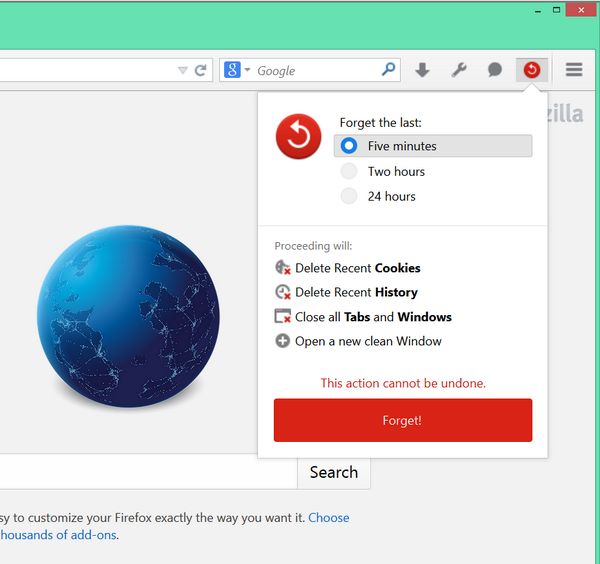 Google
zilla
Forget the last:
Five minutes
Two hours
24 hours
Proceeding will:
Delete Recent Cookies
Delete Recent History
Close all Tabs and Windows
Open a new clean Window
This action cannot be undone.
Forget!
Search
sy to customize your Firefox exactly the way you want it. Choose
housands of add-ons.